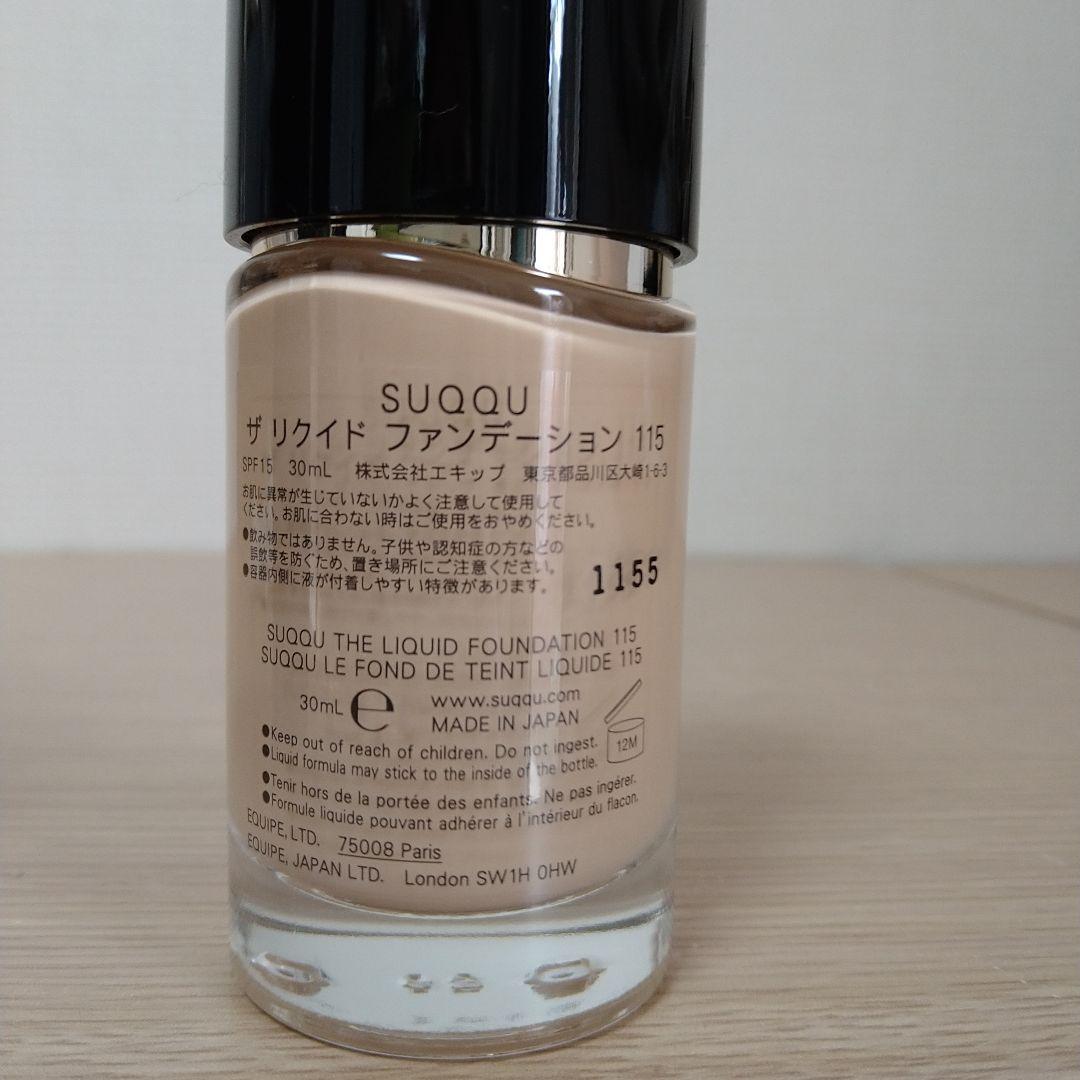 SUQQU
ザ リクイド ファンデーション 115
SPF15 30mL 株式会社エキップ 東京都品川区大崎1-6-3
お肌に異常が生じていないかよく注意して使用して
ください。お肌に合わない時はご使用をおやめください。
●飲み物ではありません。子供や認知症の方などの
誤飲等を防ぐため、置き場所にご注意ください。
●容器内側に液が付着しやすい特徴があります。
1155
SUQQU THE LIQUID FOUNDATION 115
SUQQU LE FOND DE TEINT LIQUIDE 115
30mL e www.suqqu.com
MADE IN JAPAN
12M
●Keep out of reach of children. Do not ingest.
●Liquid formula may stick to the inside of the bottle.
●Tenir hors de la portée des enfants. Ne pas ingérer.
●Formule liquide pouvant adhérer à l'intérieur du flacon.
EQUIPE, LTD. 75008 Paris
EQUIPE, JAPAN LTD. London SW1H 0HW